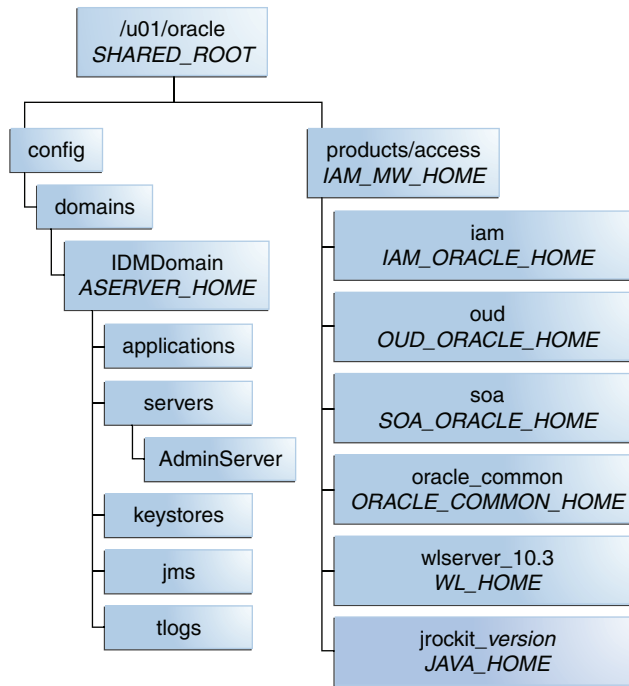 /u01/oracle
SHARED_ROOT
config
domains
IDMDomain
ASERVER_HOME
applications
servers
AdminServer
keystores
jms
tlogs
products/access
IAM_MW_HOME
iam
IAM_ORACLE_HOME
oud
OUD_ORACLE_HOME
soa
SOA_ORACLE_HOME
oracle_common
ORACLE_COMMON_HOME
wlserver_10.3
WL_HOME
jrockit_version
JAVA_HOME